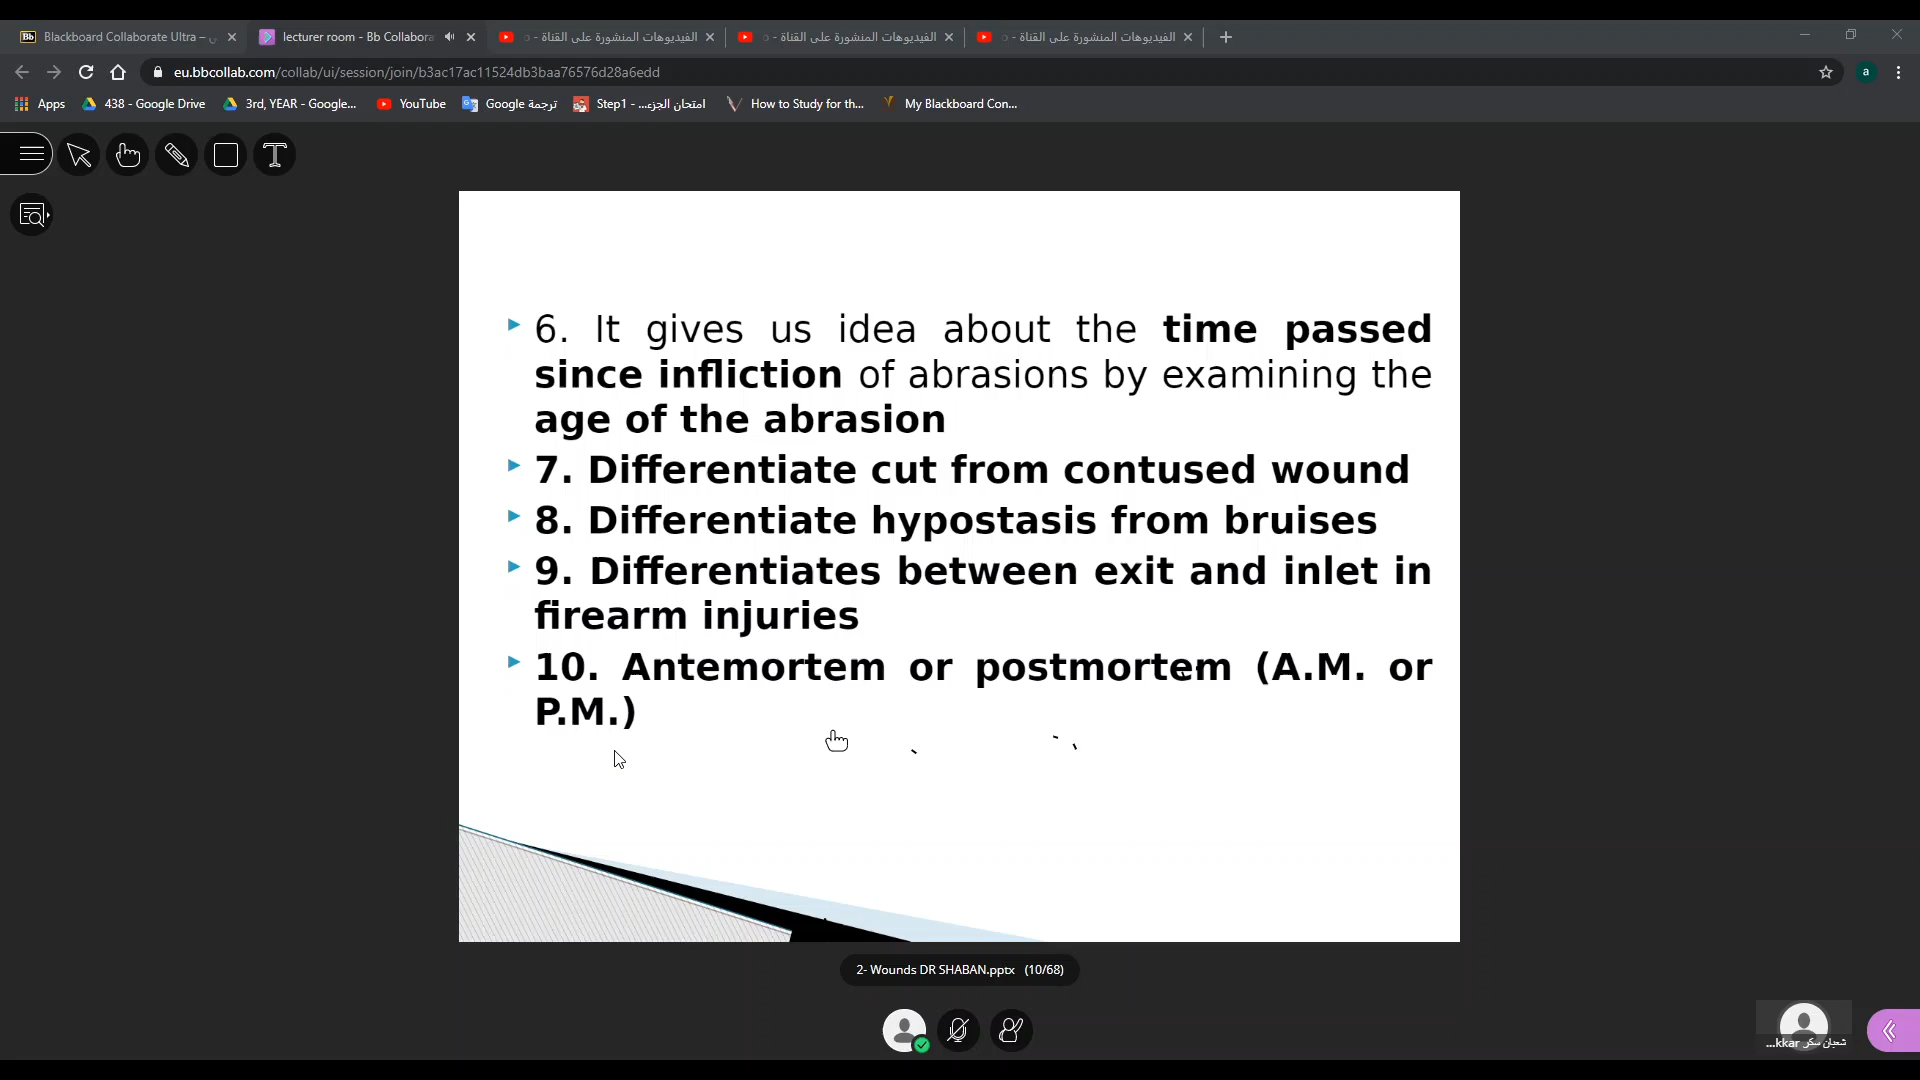 Blackboard Collaborate Ultra –
lecturer room - Bb Collabora
الفيديوهات المنشورة على القناة -
الفيديوهات المنشورة على القناة -
الفيديوهات المنشورة على القناة -
eu.bbcollab.com/collab/ui/session/join/b3ac17ac11524db3baa76576d28a6edd
a
Apps
438 - Google Drive
3rd, YEAR - Google...
YouTube
ترجمة Google
Step1 - ...امتحان الجزء
How to Study for th...
My Blackboard Con...
6. It gives us idea about the time passed
since infliction of abrasions by examining the
age of the abrasion
7. Differentiate cut from contused wound
8. Differentiate hypostasis from bruises
9. Differentiates between exit and inlet in
firearm injuries
10. Antemortem or postmortem (A.M. or
P.M.)
2- Wounds DR SHABAN.pptx (10/68)
شعبان سكر kkar...